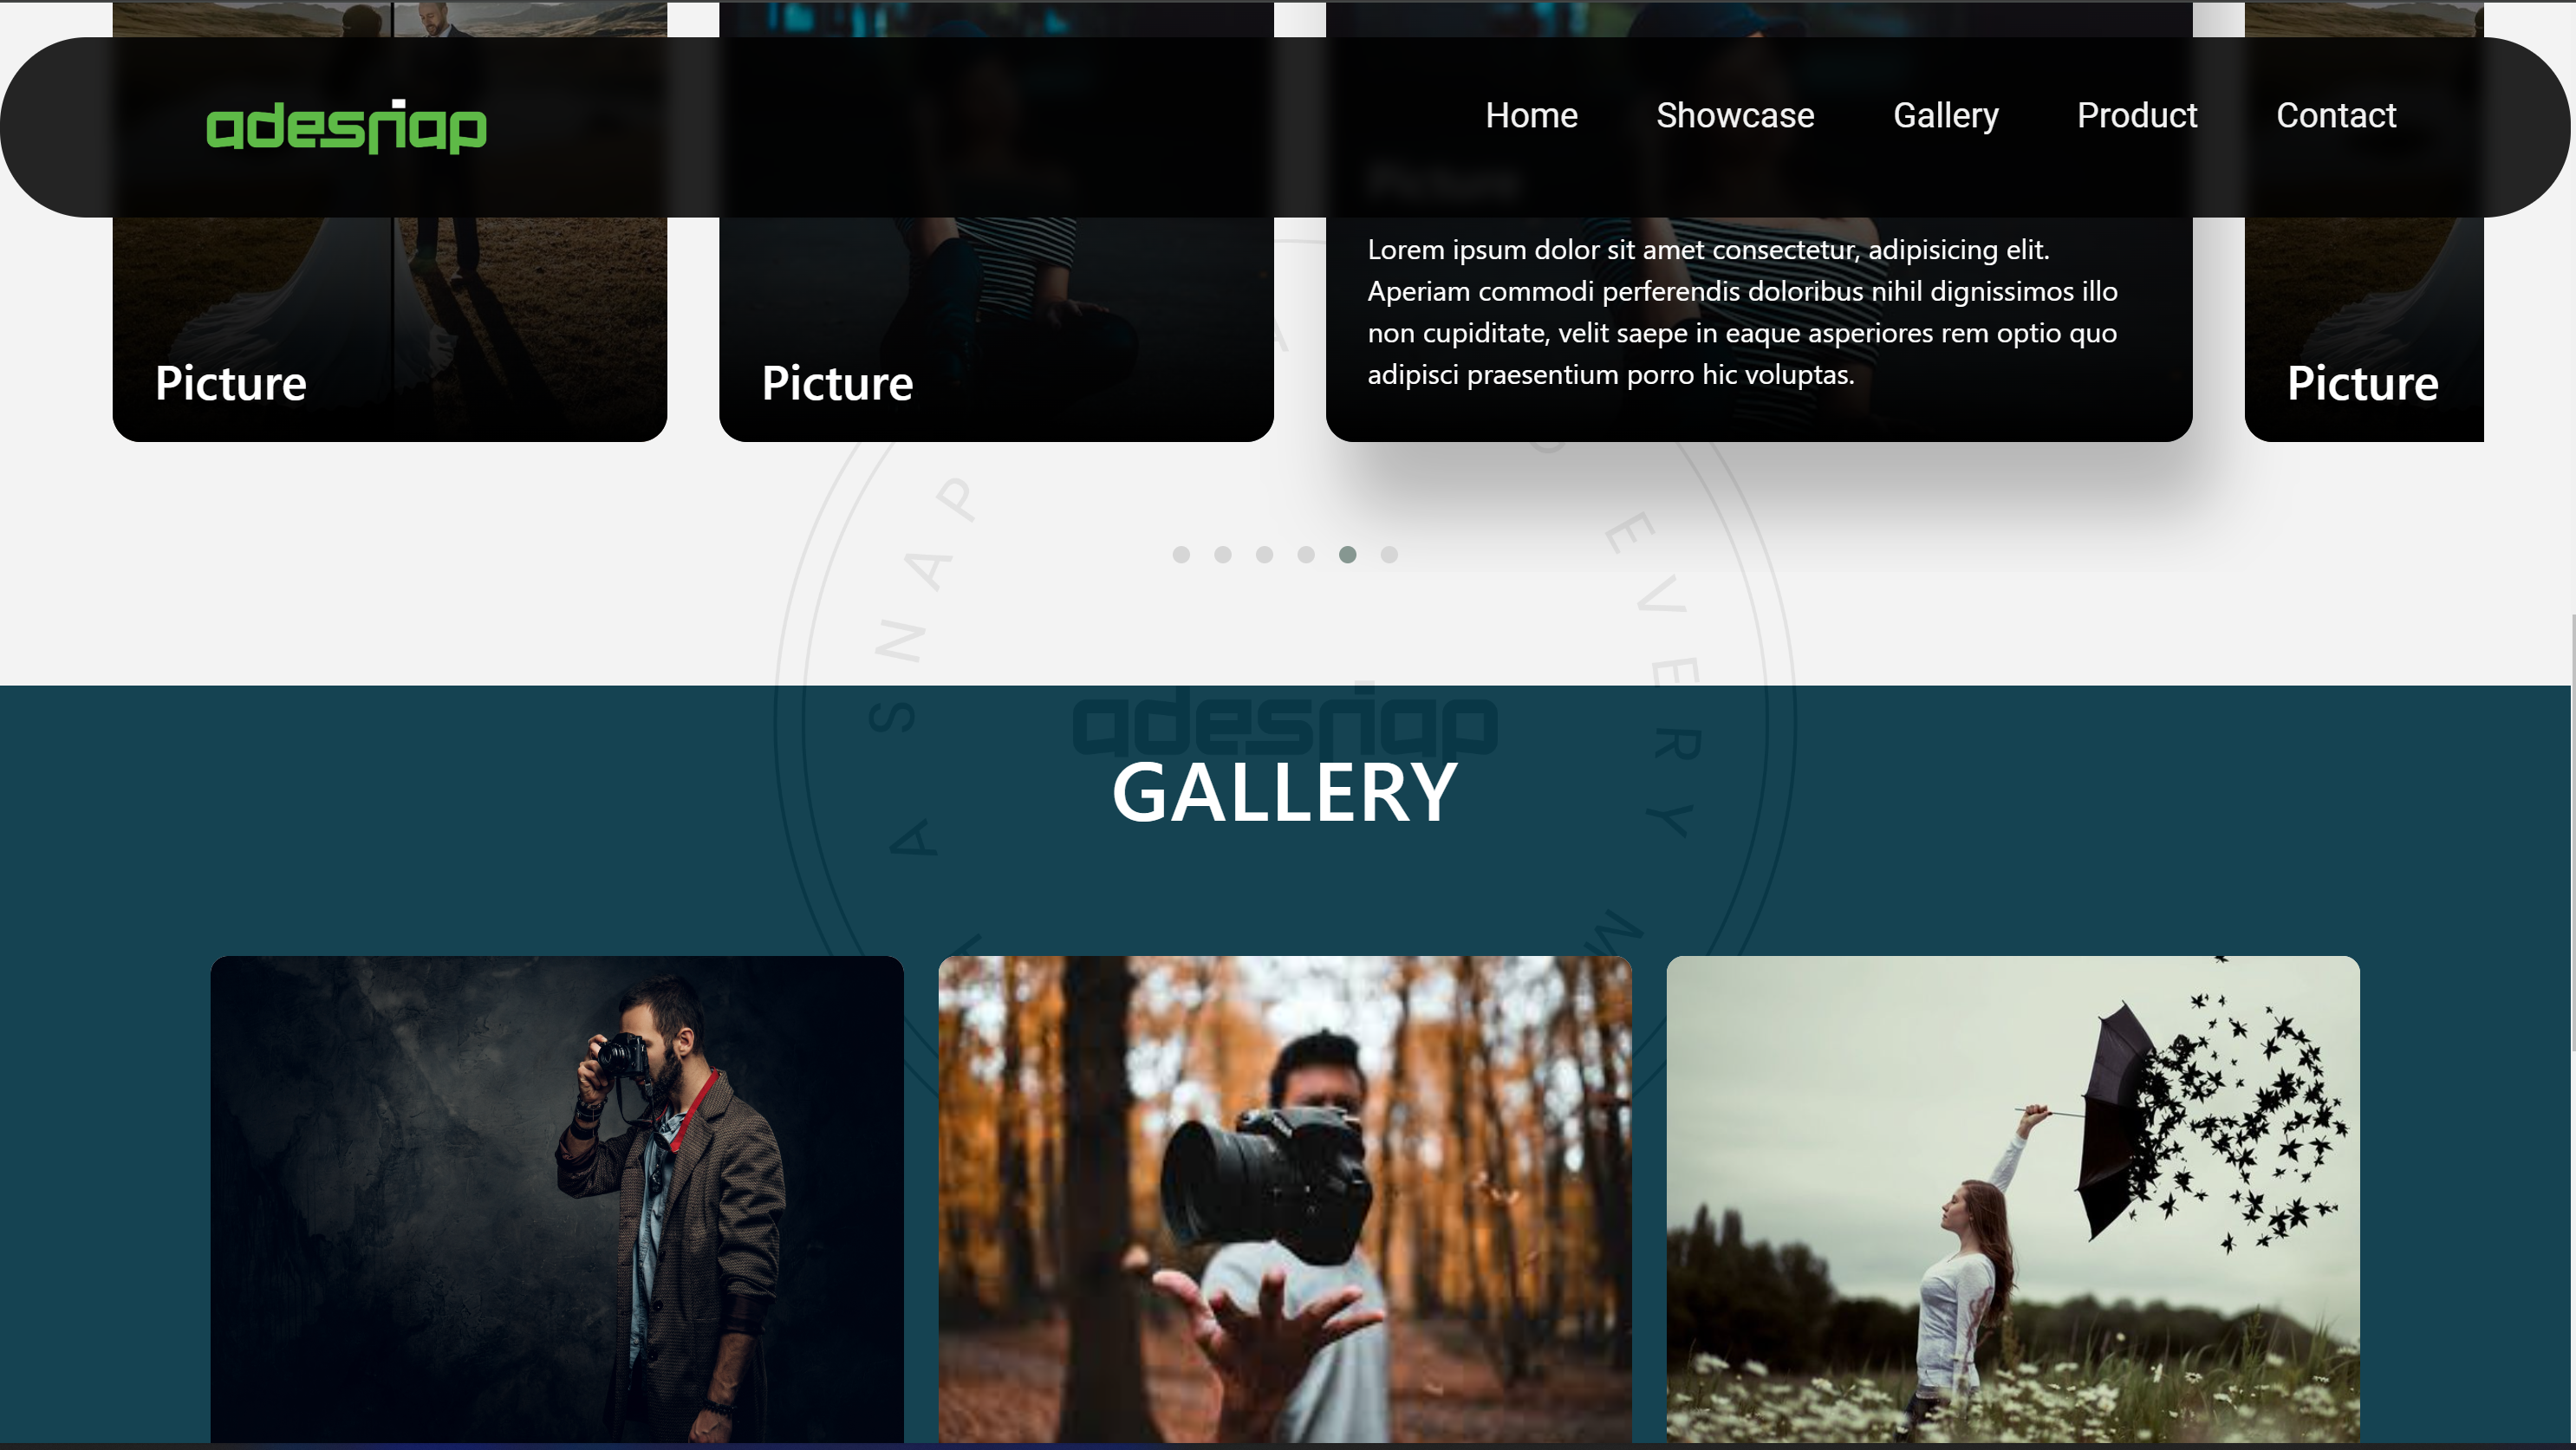 adesnap
Home Showcase Gallery Product Contact
Picture
Lorem ipsum dolor sit amet consectetur, adipisicing elit.
Aperiam commodi perferendis doloribus nihil dignissimos illo
non cupiditate, velit saepe in eaque asperiores rem optio quo
adipisci praesentium porro hic voluptas.
Picture
Picture
Picture
A SNAP
EVERY M
adesnap
GALLERY